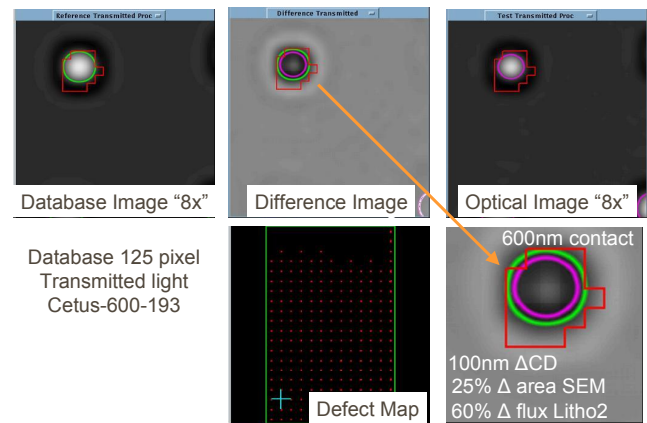 Reference Transmitted Proc
Difference Transmitted
Test Transmitted Proc
Database Image “8x”
Difference Image
Optical Image “8x”
Database 125 pixel
Transmitted light
Cetus-600-193
Defect Map
600nm contact
100nm ΔCD
25% Δ area SEM
60% Δ flux Litho2